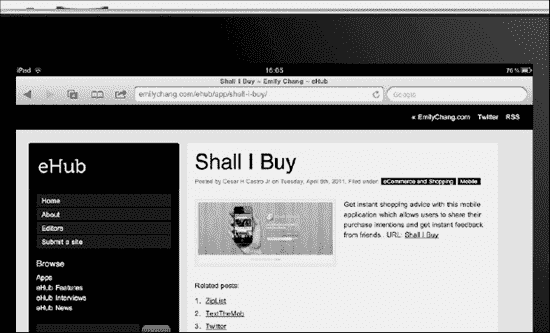 iPad
16:05
76 %
Shall I Buy ~ Emily Chang – eHub
emilychang.com/ehub/app/shall-i-buy/
Google
« EmilyChang.com Twitter RSS
eHub
Home
About
Editors
Submit a site
Browse
Apps
eHub Features
eHub Interviews
eHub News
Shall I Buy
Posted by Cesar H Castro Jr on Tuesday, April 5th, 2011. Filed under: eCommerce and Shopping Mobile
Get instant shopping advice with this mobile
application which allows users to share their
purchase intentions and get instant feedback
from friends . URL: Shall I Buy
Related posts:
1. ZipList
2. TextTheMob
3. Twitter